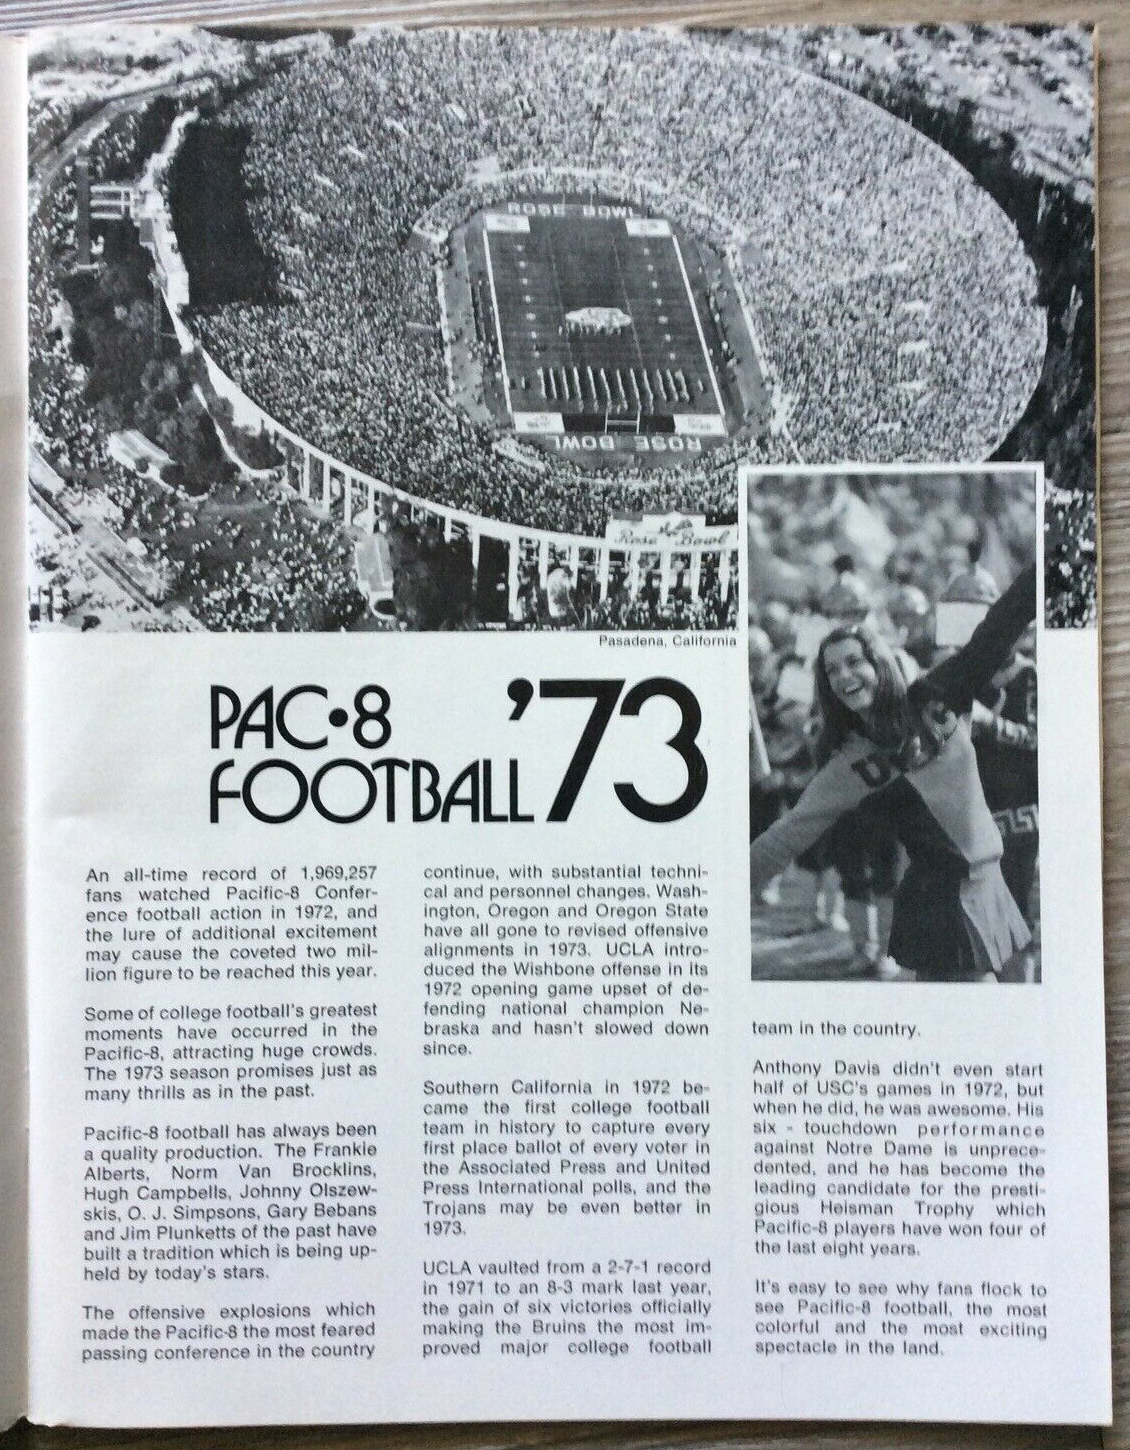 ROSE BOWL
ROSE BOWL
Rose Bowl
Pasadena, California
PAC•8
FOOTBALL '73
An all-time record of 1,969,257
fans watched Pacific-8 Confer-
ence football action in 1972, and
the lure of additional excitement
may cause the coveted two mil-
lion figure to be reached this year.
Some of college football's greatest
moments have occurred in the
Pacific-8, attracting huge crowds.
The 1973 season promises just as
many thrills as in the past.
Pacific-8 football has always been
a quality production. The Frankie
Alberts, Norm Van Brocklins,
Hugh Campbells, Johnny Olszew-
skis, O. J. Simpsons, Gary Bebans
and Jim Plunketts of the past have
built a tradition which is being up-
held by today's stars.
The offensive explosions which
made the Pacific-8 the most feared
passing conference in the country
continue, with substantial techni-
cal and personnel changes. Wash-
ington, Oregon and Oregon State
have all gone to revised offensive
alignments in 1973. UCLA intro-
duced the Wishbone offense in its
1972 opening game upset of de-
fending national champion Ne-
braska and hasn't slowed down
since.
Southern California in 1972 be-
came the first college football
team in history to capture every
first place ballot of every voter in
the Associated Press and United
Press International polls, and the
Trojans may be even better in
1973.
UCLA vaulted from a 2-7-1 record
in 1971 to an 8-3 mark last year,
the gain of six victories officially
making the Bruins the most im-
proved major college football
team in the country.
Anthony Davis didn't even start
half of USC's games in 1972, but
when he did, he was awesome. His
six - touchdown performance
against Notre Dame is unprece-
dented, and he has become the
leading candidate for the presti-
gious Heisman Trophy which
Pacific-8 players have won four of
the last eight years.
It's easy to see why fans flock to
see Pacific-8 football, the most
colorful and the most exciting
spectacle in the land.